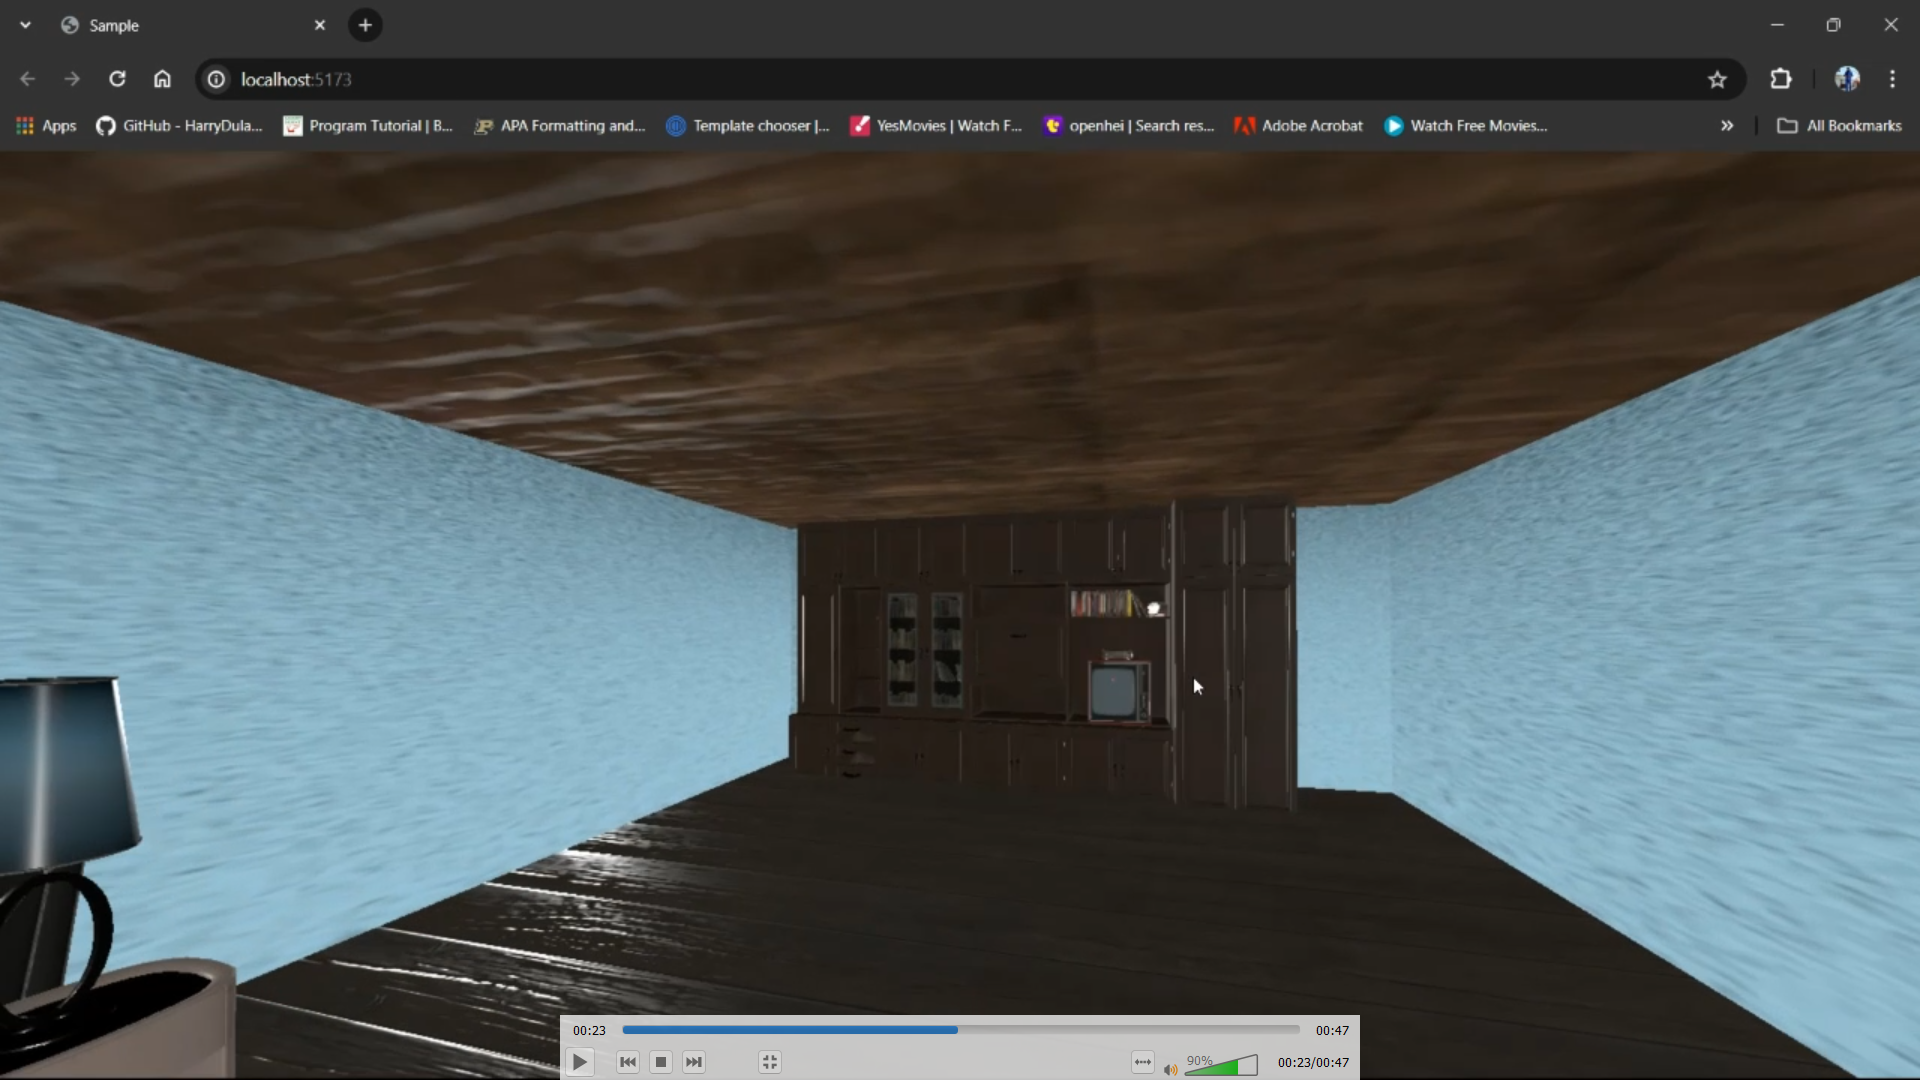 Sample
localhost:5173
Apps GitHub - HarryDula... Program Tutorial | B... APA Formatting and... Template chooser |... YesMovies | Watch F... openhei | Search res... Adobe Acrobat Watch Free Movies... » All Bookmarks
00:23 00:47
90% 00:23/00:47